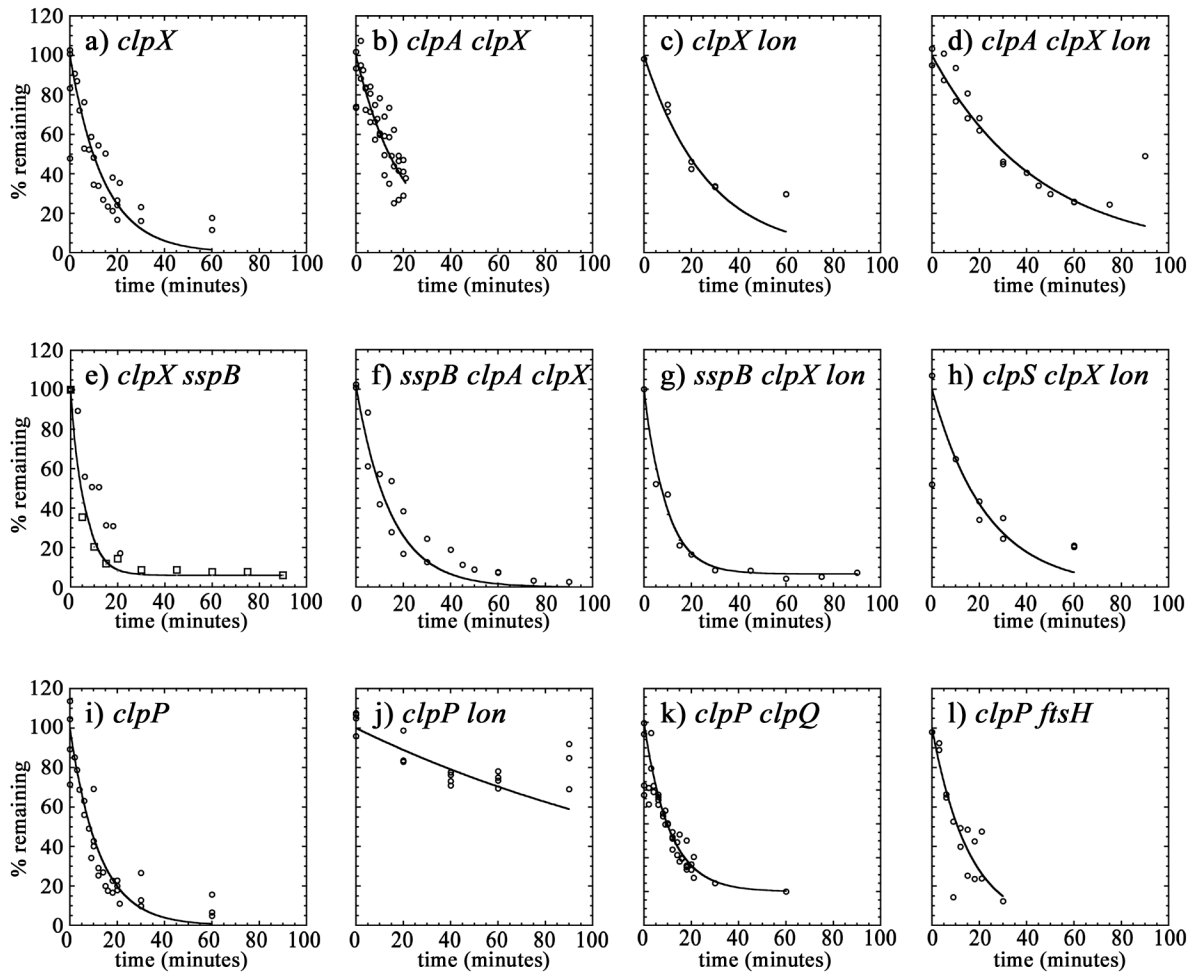 a) clpX
b) clpA clpX
c) clpX lon
d) clpA clpX lon
% remaining
120
100
80
60
40
20
0
0 20 40 60 80 100
0 20 40 60 80 100
0 20 40 60 80 100
0 20 40 60 80 100
time (minutes)
time (minutes)
time (minutes)
time (minutes)
e) clpX sspB
f) sspB clpA clpX
g) sspB clpX lon
h) clpS clpX lon
% remaining
120
100
80
60
40
20
0
0 20 40 60 80 100
0 20 40 60 80 100
0 20 40 60 80 100
0 20 40 60 80 100
time (minutes)
time (minutes)
time (minutes)
time (minutes)
i) clpP
j) clpP lon
k) clpP clpQ
l) clpP ftsH
% remaining
120
100
80
60
40
20
0
0 20 40 60 80 100
0 20 40 60 80 100
0 20 40 60 80 100
0 20 40 60 80 100
time (minutes)
time (minutes)
time (minutes)
time (minutes)